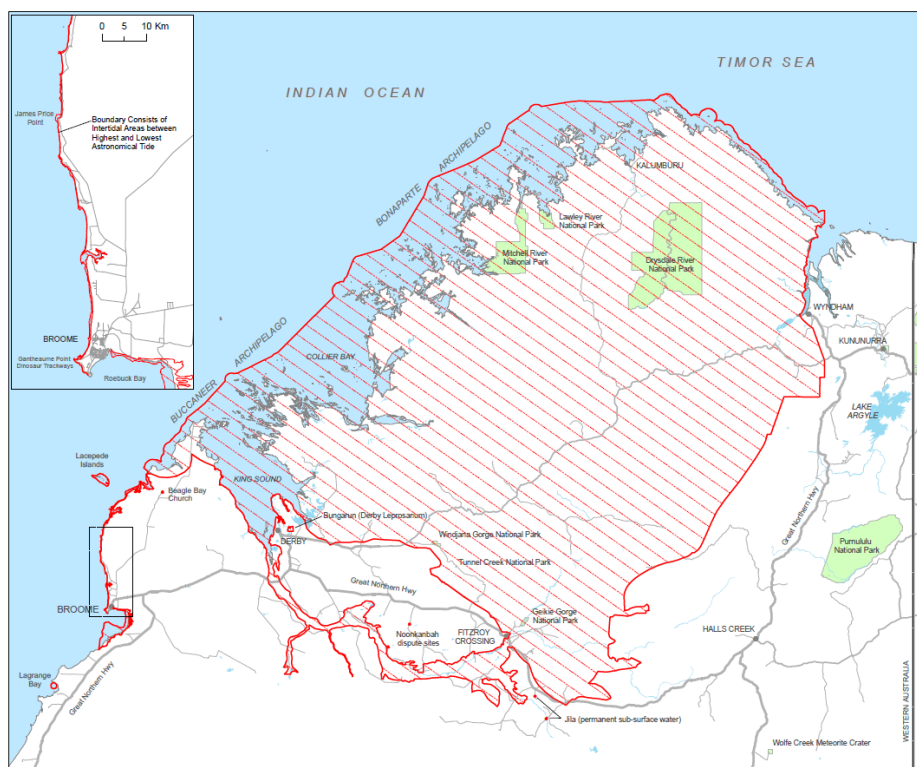 0 5 10 Km
James Price
Point
Boundary Consists of
Intertidal Areas between
Highest and Lowest
Astronomical Tide
BROOME
Gantheaume Point
Dinosaur Trackways
Roebuck Bay
TIMOR SEA
INDIAN OCEAN
BONAPARTE ARCHIPELAGO
KALUMBURU
Lawley River
National Park
Mitchell River
National Park
Drysdale River
National Park
WYNDHAM
KUNUNURRA
BUCCANEER ARCHIPELAGO
COLLIER BAY
LAKE
ARGYLE
Lacepede
Islands
KING SOUND
Beagle Bay
Church
Great Northern Hwy
Bungarun (Derby Leprosarium)
DERBY
Windjana Gorge National Park
Purnululu
National Park
Tunnel Creek National Park
Great Northern Hwy
BROOME
Geikie Gorge
National Park
Noonkanbah
dispute sites
FITZROY
CROSSING
HALLS CREEK
Lagrange
Bay
Great Northern Hwy
Jila (permanent sub-surface water)
WESTERN AUSTRALIA
Wolfe Creek Meteorite Crater